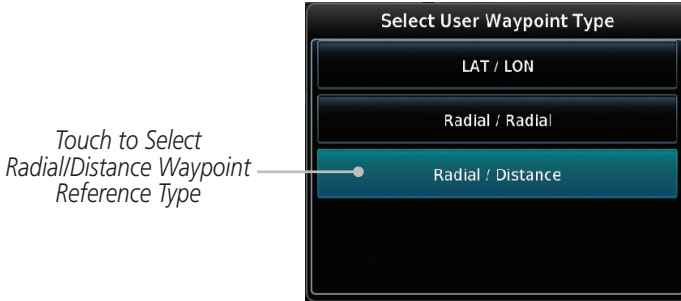 Select User Waypoint Type
LAT / LON
Radial / Radial
Touch to Select
Radial/Distance Waypoint
Reference Type
Radial / Distance